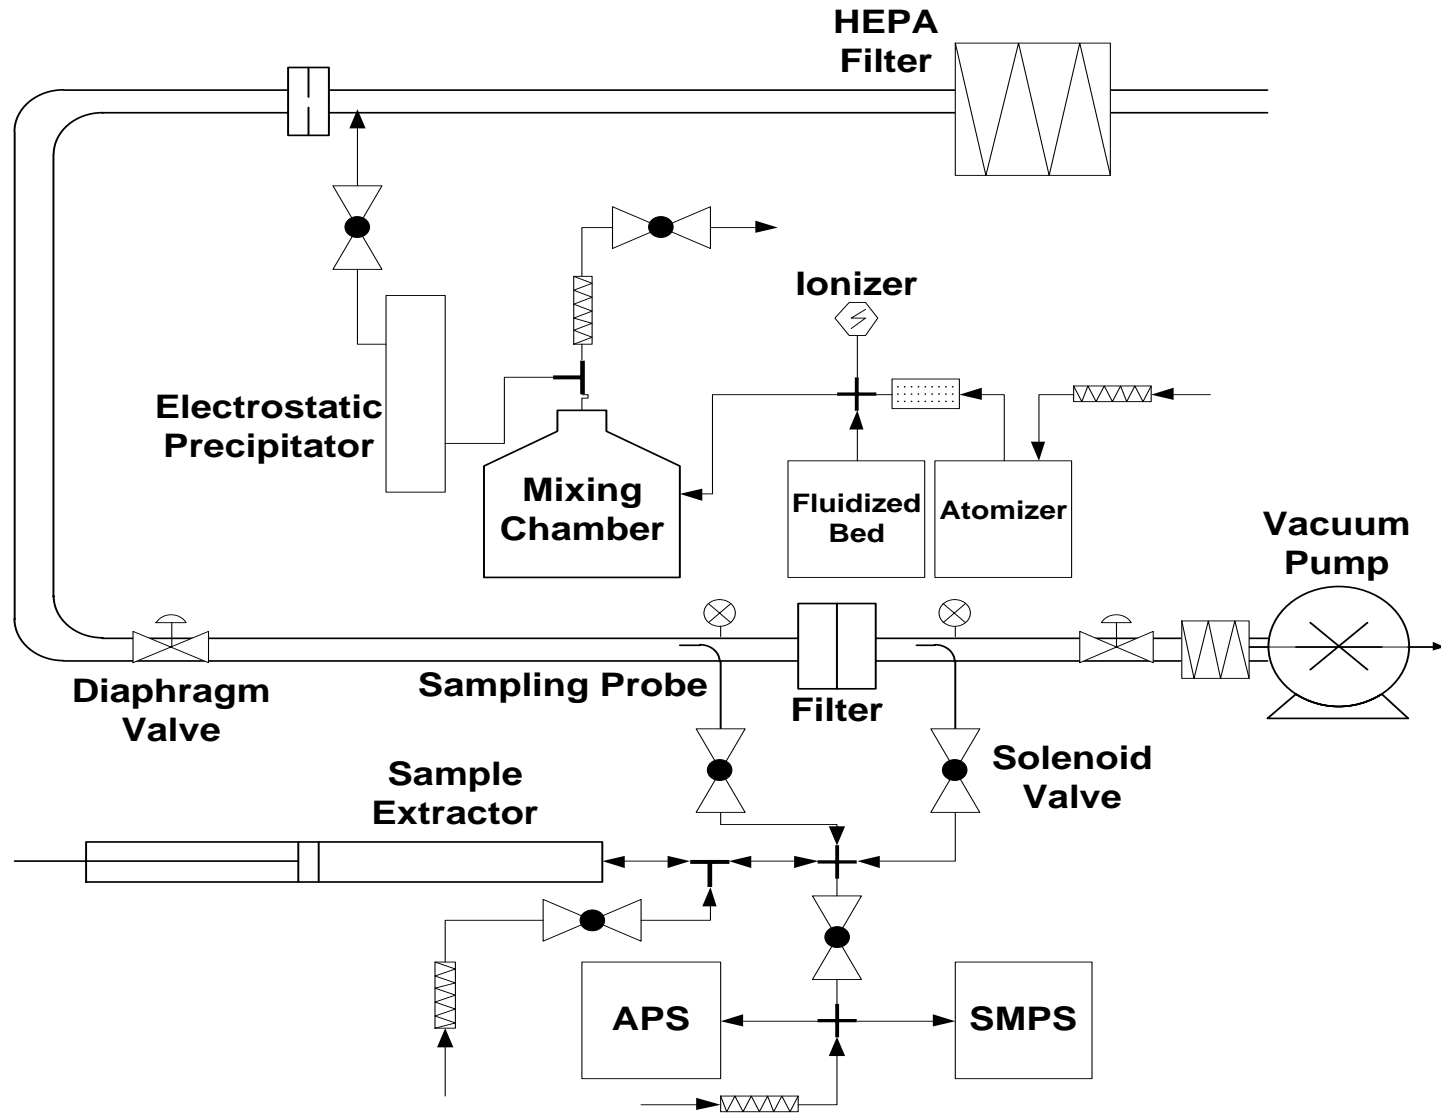 HEPA
Filter
Ionizer
Electrostatic
Precipitator
Mixing
Chamber
Fluidized
Bed
Atomizer
Vacuum
Pump
Diaphragm
Valve
Sampling Probe
Filter
Solenoid
Valve
Sample
Extractor
APS
SMPS